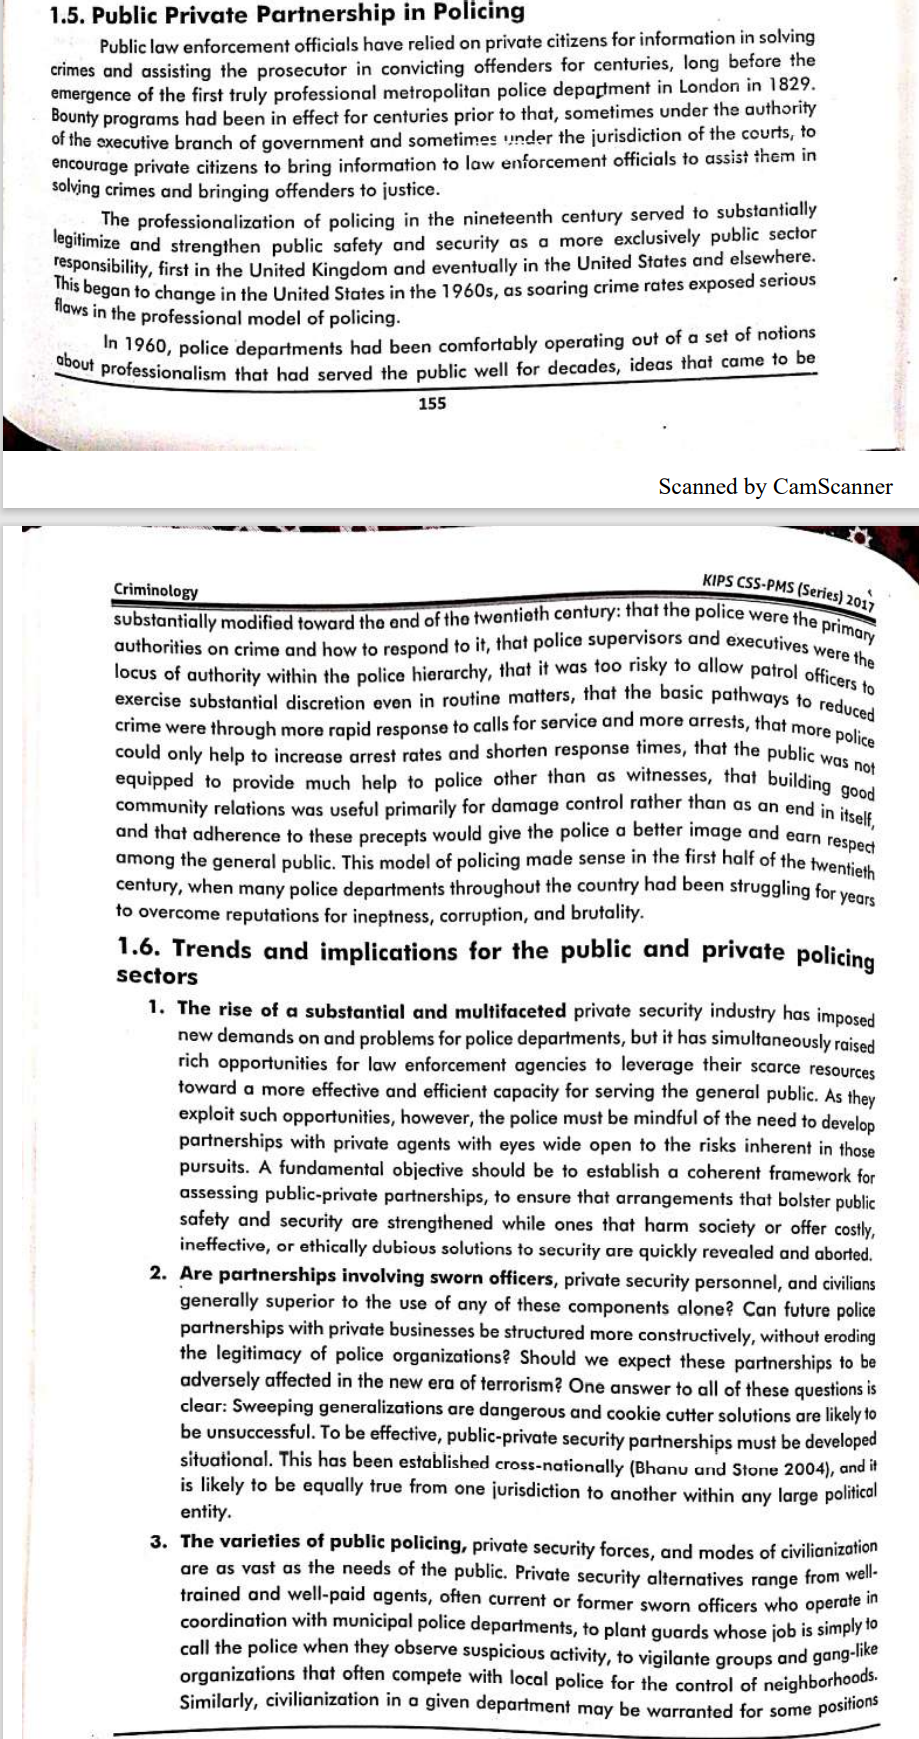 1.5. Public Private Partnership in Policing
Public law enforcement officials have relied on private citizens for information in solving
crimes and assisting the prosecutor in convicting offenders for centuries, long before the
emergence of the first truly professional metropolitan police department in London in 1829.
Bounty programs had been in effect for centuries prior to that, sometimes under the authority
of the executive branch of government and sometimes under the jurisdiction of the courts, to
encourage private citizens to bring information to law enforcement officials to assist them in
solving crimes and bringing offenders to justice.
The professionalization of policing in the nineteenth century served to substantially
legitimize and strengthen public safety and security as a more exclusively public sector
responsibility, first in the United Kingdom and eventually in the United States and elsewhere.
This began to change in the United States in the 1960s, as soaring crime rates exposed serious
flaws in the professional model of policing.
In 1960, police departments had been comfortably operating out of a set of notions
about professionalism that had served the public well for decades, ideas that came to be
155
Scanned by CamScanner
Criminology
KIPS CSS-PMS (Series) 2017
substantially modified toward the end of the twentieth century: that the police were the primary
authorities on crime and how to respond to it, that police supervisors and executives were the
locus of authority within the police hierarchy, that it was too risky to allow patrol officers to
exercise substantial discretion even in routine matters, that the basic pathways to reduced
crime were through more rapid response to calls for service and more arrests, that more police
could only help to increase arrest rates and shorten response times, that the public was not
equipped to provide much help to police other than as witnesses, that building good
community relations was useful primarily for damage control rather than as an end in itself,
and that adherence to these precepts would give the police a better image and earn respect
among the general public. This model of policing made sense in the first half of the twentieth
century, when many police departments throughout the country had been struggling for years
to overcome reputations for ineptness, corruption, and brutality.
1.6. Trends and implications for the public and private policing
sectors
1. The rise of a substantial and multifaceted private security industry has imposed
new demands on and problems for police departments, but it has simultaneously raised
rich opportunities for law enforcement agencies to leverage their scarce resources
toward a more effective and efficient capacity for serving the general public. As they
exploit such opportunities, however, the police must be mindful of the need to develop
partnerships with private agents with eyes wide open to the risks inherent in those
pursuits. A fundamental objective should be to establish a coherent framework for
assessing public-private partnerships, to ensure that arrangements that bolster public
safety and security are strengthened while ones that harm society or offer costly,
ineffective, or ethically dubious solutions to security are quickly revealed and aborted.
2. Are partnerships involving sworn officers, private security personnel, and civilians
generally superior to the use of any of these components alone? Can future police
partnerships with private businesses be structured more constructively, without eroding
the legitimacy of police organizations? Should we expect these partnerships to be
adversely affected in the new era of terrorism? One answer to all of these questions is
clear: Sweeping generalizations are dangerous and cookie cutter solutions are likely to
be unsuccessful. To be effective, public-private security partnerships must be developed
situational. This has been established cross-nationally (Bhanu and Stone 2004), and it
is likely to be equally true from one jurisdiction to another within any large political
entity.
3. The varieties of public policing, private security forces, and modes of civilianization
are as vast as the needs of the public. Private security alternatives range from well-
trained and well-paid agents, often current or former sworn officers who operate in
coordination with municipal police departments, to plant guards whose job is simply to
call the police when they observe suspicious activity, to vigilante groups and gang-like
organizations that often compete with local police for the control of neighborhoods.
Similarly, civilianization in a given department may be warranted for some positions